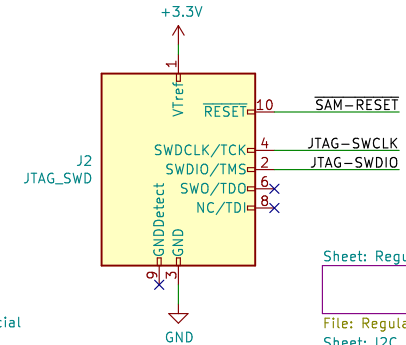 +3.3V
1
VTref
RESET
10
SAM-RESET
SWDCLK/TCK
4
JTAG-SWCLK
SWDIO/TMS
2
JTAG-SWDIO
J2
JTAG_SWD
SWO/TDO
6
NC/TDI
8
GNDDetect
GND
9
3
GND
Sheet: Regu
File: Regula
Sheet: I2C
cial